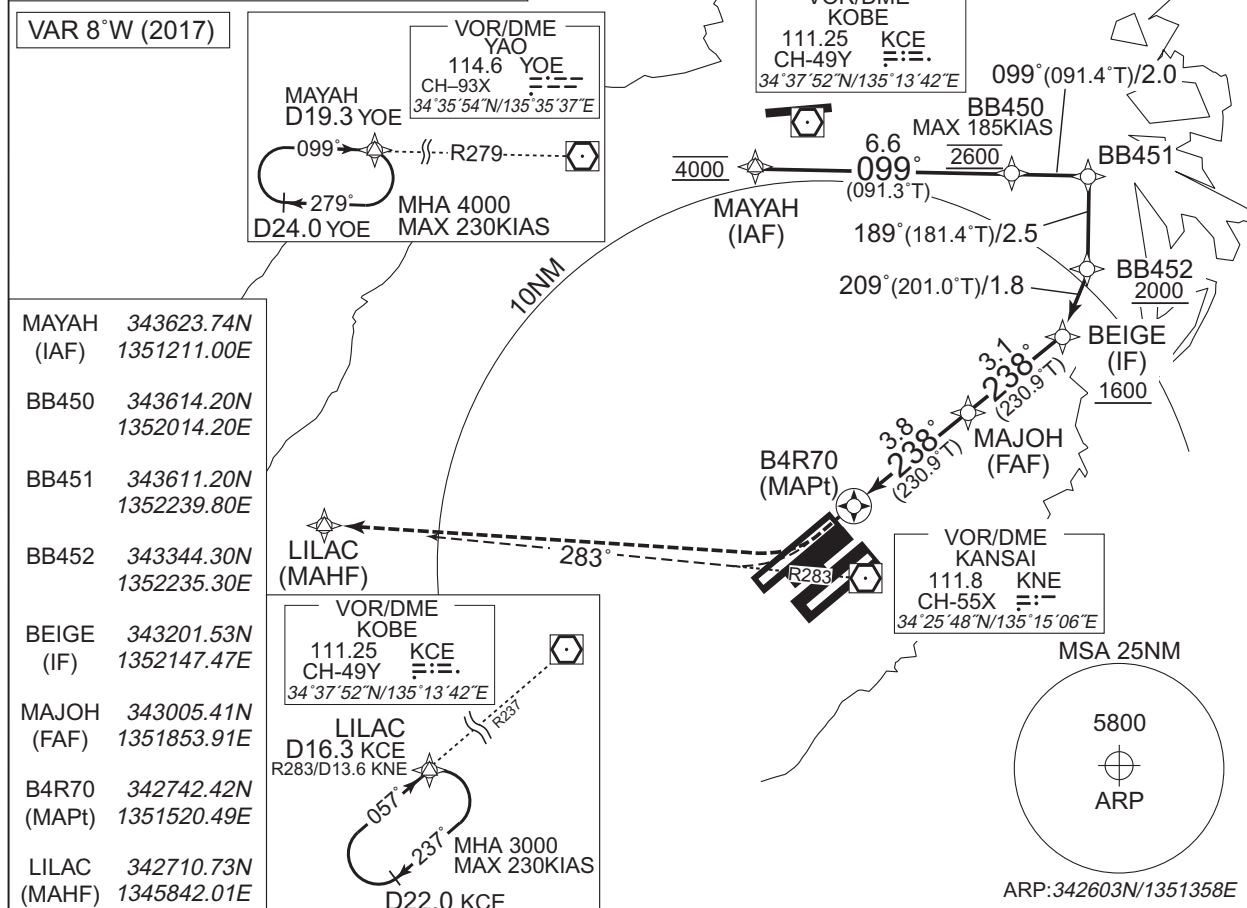 VAR 8°W (2017)
VOR/DME
YAO
114.6 YOE
CH–93X
34°35´54˝N/135°35´37˝E
MAYAH
D19.3 YOE
099°
R279
279°
D24.0 YOE
MHA 4000
MAX 230KIAS
VOR/DME
KOBE
111.25 KCE
CH-49Y
34°37´52˝N/135°13´42˝E
099°(091.4°T)/2.0
BB450
MAX 185KIAS
2600
BB451
4000
6.6
099°
(091.3°T)
MAYAH
(IAF)
189°(181.4°T)/2.5
BB452
2000
209°(201.0°T)/1.8
10NM
BEIGE
(IF)
1600
3.1
238°
(230.9°T)
MAJOH
(FAF)
3.8
238°
(230.9°T)
B4R70
(MAPt)
LILAC
(MAHF)
283°
R283
VOR/DME
KANSAI
111.8 KNE
CH-55X
34°25´48˝N/135°15´06˝E
MAYAH 343623.74N
(IAF) 1351211.00E
BB450 343614.20N
1352014.20E
BB451 343611.20N
1352239.80E
BB452 343344.30N
1352235.30E
BEIGE 343201.53N
(IF) 1352147.47E
MAJOH 343005.41N
(FAF) 1351853.91E
B4R70 342742.42N
(MAPt) 1351520.49E
LILAC 342710.73N
(MAHF) 1345842.01E
VOR/DME
KOBE
111.25 KCE
CH-49Y
34°37´52˝N/135°13´42˝E
R237
LILAC
D16.3 KCE
R283/D13.6 KNE
057°
237°
MHA 3000
MAX 230KIAS
D22.0 KCE
MSA 25NM
5800
ARP
ARP:342603N/1351358E